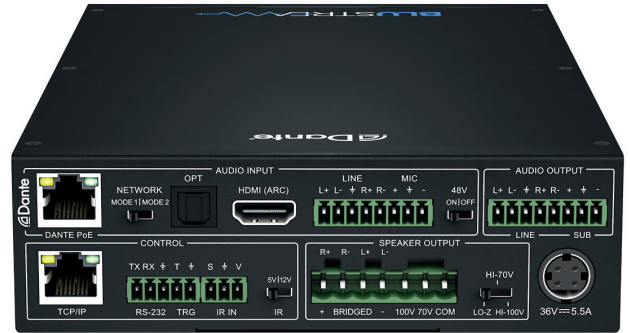 BLUSTREAM
Dante
Dante
AUDIO INPUT
AUDIO OUTPUT
NETWORK
MODE 1 | MODE 2
OPT
HDMI (ARC)
LINE
MIC
L+ L- ⏚ R+ R- + ⏚ -
48V
ON|OFF
L+ L- ⏚ R+ R- + ⏚ -
DANTE PoE
LINE
SUB
CONTROL
SPEAKER OUTPUT
TX RX ⏚ T ⏚
S ⏚ V
5V|12V
R+ R- L+ L-
HI-70V
TCP/IP
RS-232
TRG
IR IN
IR
+ BRIDGED - 100V 70V COM
LO-Z
HI-100V
36V⎓5.5A